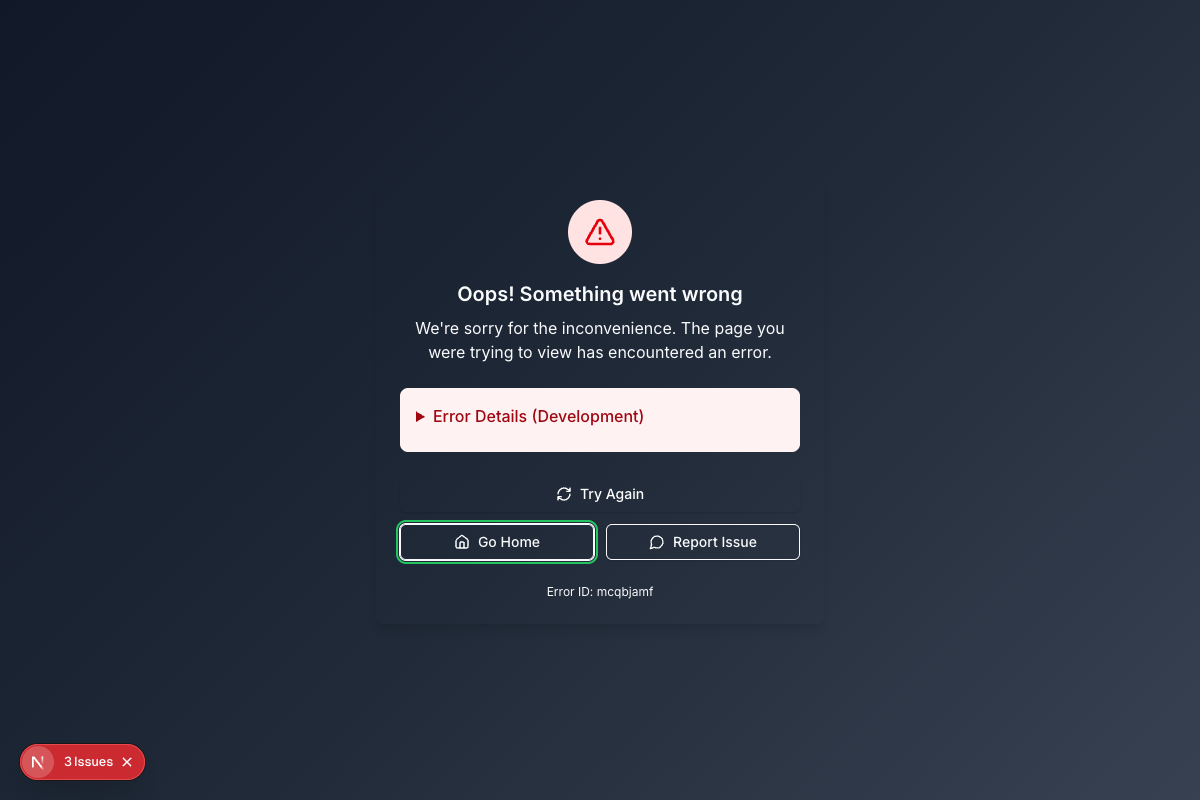 Oops! Something went wrong
We're sorry for the inconvenience. The page you
were trying to view has encountered an error.
Error Details (Development)
Try Again
Go Home
Report Issue
Error ID: mcqbjamf
N
3 Issues